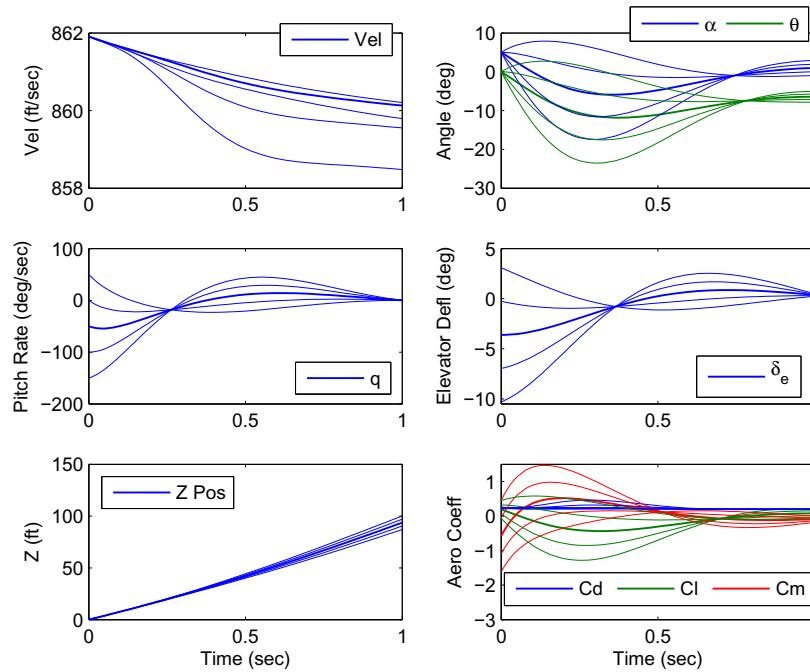 862
860
858
Vel (ft/sec)
Vel
0
0.5
1
10
0
−10
−20
−30
Angle (deg)
α
θ
0
0.5
100
0
−100
−200
Pitch Rate (deg/sec)
q
0
0.5
1
5
0
−5
−10
Elevator Defl (deg)
δ_e
0
0.5
150
100
50
0
Z (ft)
Z Pos
0
0.5
1
Time (sec)
1
0
−1
−2
−3
Aero Coeff
Cd
Cl
Cm
0
0.5
Time (sec)